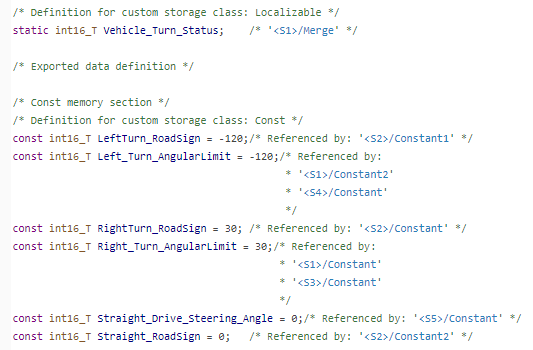 /* Definition for custom storage class: Localizable */
static int16_T Vehicle_Turn_Status;    /* '<S1>/Merge' */
/* Exported data definition */
/* Const memory section */
/* Definition for custom storage class: Const */
const int16_T LeftTurn_RoadSign = -120;/* Referenced by: '<S2>/Constant1' */
const int16_T Left_Turn_AngularLimit = -120;/* Referenced by:
* '<S1>/Constant2'
* '<S4>/Constant'
*/
const int16_T RightTurn_RoadSign = 30; /* Referenced by: '<S2>/Constant' */
const int16_T Right_Turn_AngularLimit = 30;/* Referenced by:
* '<S1>/Constant'
* '<S3>/Constant'
*/
const int16_T Straight_Drive_Steering_Angle = 0;/* Referenced by: '<S5>/Constant' */
const int16_T Straight_RoadSign = 0;   /* Referenced by: '<S2>/Constant2' */